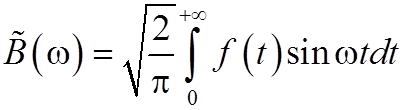 B̃(ω) = √(2/π) ∫₀⁺∞ f(t) sin ωt dt